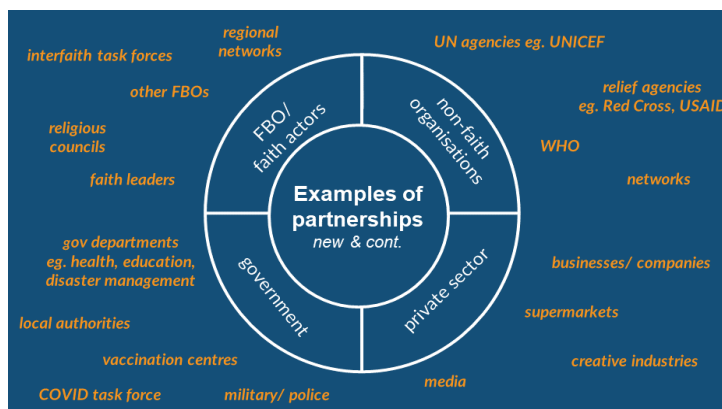 regional
networks
interfaith task forces
other FBOs
religious
councils
faith leaders
UN agencies eg. UNICEF
relief agencies
eg. Red Cross, USAID
WHO
networks
FBO/
faith actors
non-faith
organisations
Examples of
partnerships
new & cont.
government
private sector
gov departments
eg. health, education,
disaster management
local authorities
vaccination centres
COVID task force
military/ police
businesses/ companies
supermarkets
creative industries
media